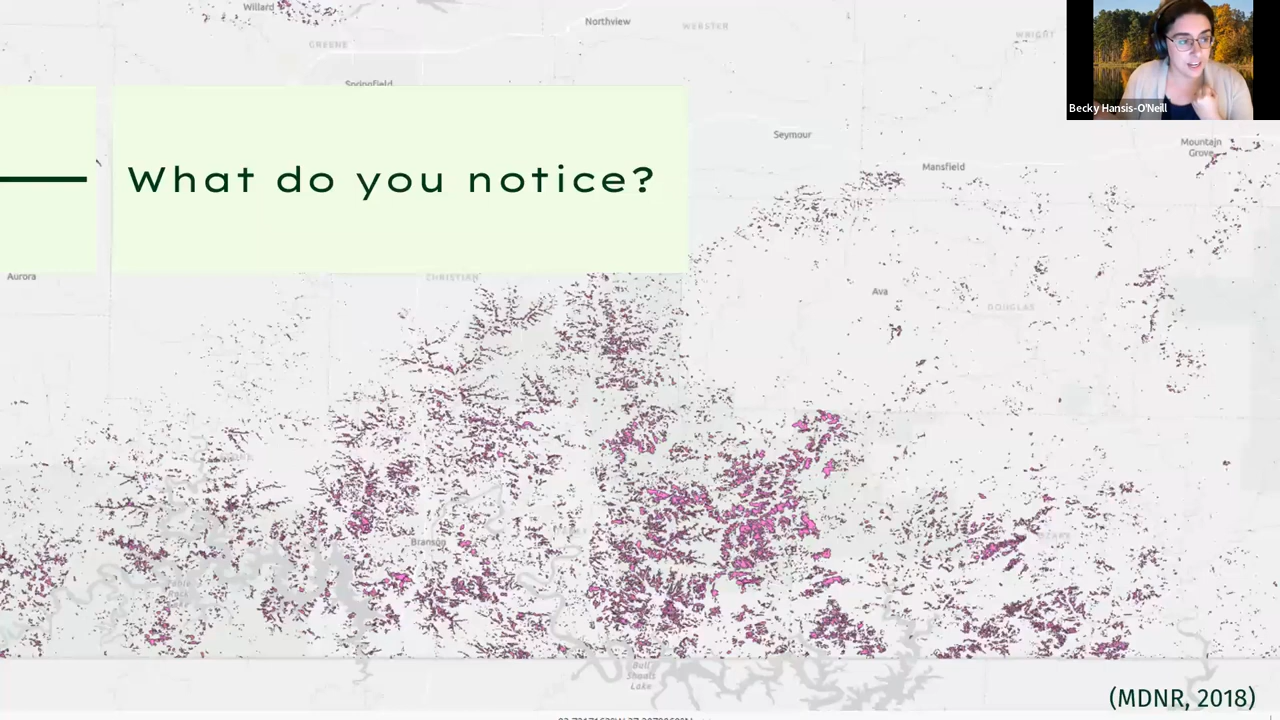 Willard
Northview
WEBSTER
WRIGHT
GREENE
Springfield
Becky Hansis-O'Neill
Seymour
Mountain
Grove
Mansfield
What do you notice?
Aurora
CHRISTIAN
Ava
DOUGLAS
Branson
Bull
Shoals
Lake
(MDNR, 2018)